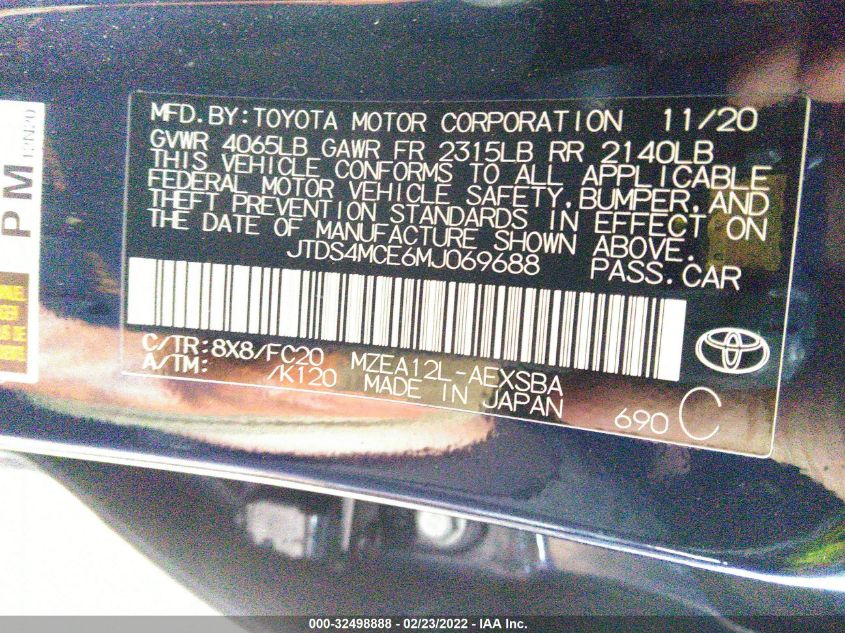 MFD.BY:TOYOTA MOTOR CORPORATION 11/20
GVWR 4065LB GAWR FR 2315LB RR 2140LB
THIS VEHICLE CONFORMS TO ALL APPLICABLE
FEDERAL MOTOR VEHICLE SAFETY,BUMPER,AND
THEFT PREVENTION STANDARDS IN EFFECT ON
THE DATE OF MANUFACTURE SHOWN ABOVE.
JTDS4MCE6MJ069688 PASS.CAR
C/TR:8X8/FC20 MZEA12L-AEXSBA
A/TM: /K120 MADE IN JAPAN
690 C
PM
000-32498888 - 02/23/2022 - IAA Inc.